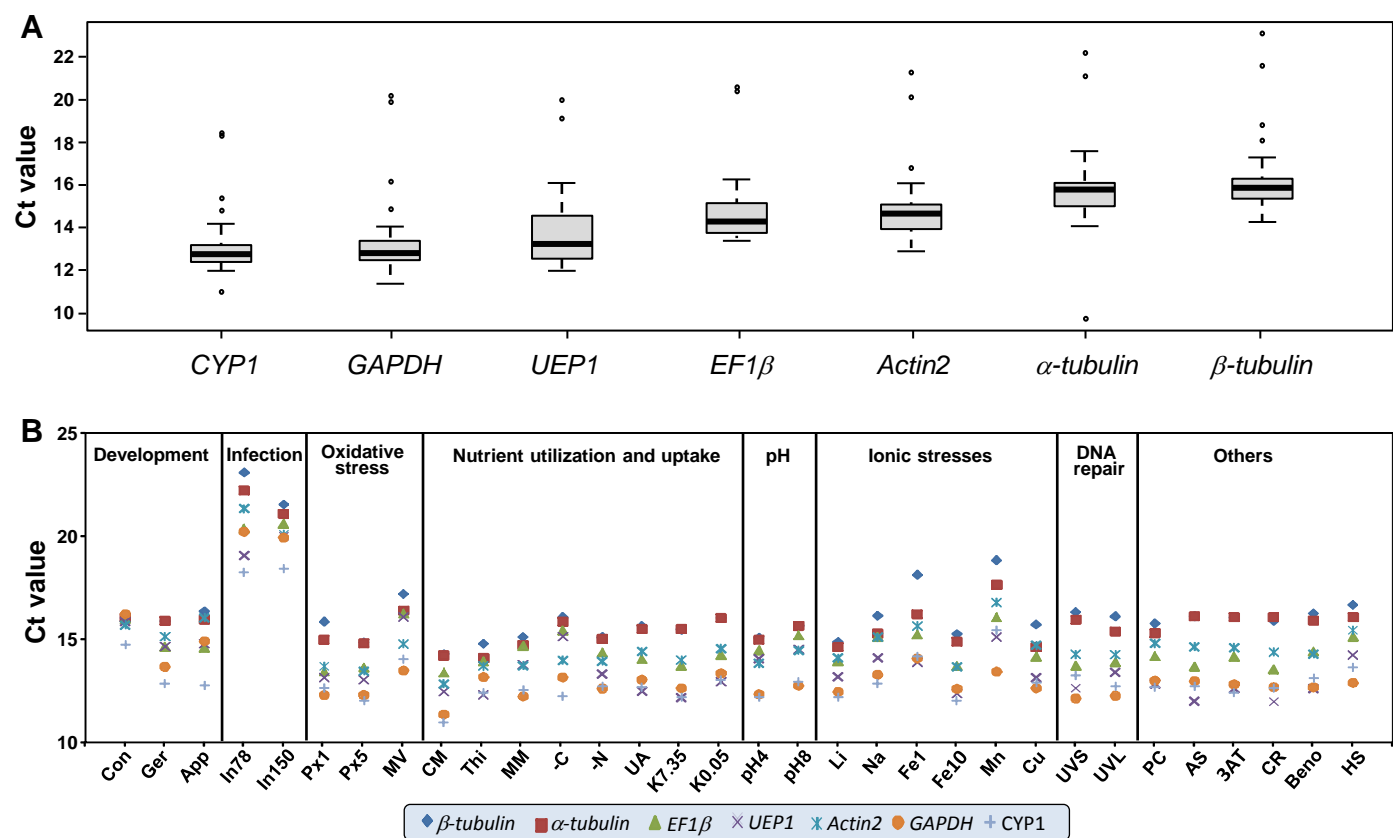 A
Ct value
22
20
18
16
14
12
10
CYP1 GAPDH UEP1 EF1β Actin2 α-tubulin β-tubulin
B
Ct value
25
20
15
10
Development Infection Oxidative stress Nutrient utilization and uptake pH Ionic stresses DNA repair Others
Con Ger App In78 In150 Px1 Px5 MV CM Thi MM -C -N UA K7.35 K0.05 pH4 pH8 Li Na Fe1 Fe10 Mn Cu UVS UVL PC AS 3AT CR Beno HS
β-tubulin α-tubulin EF1β UEP1 Actin2 GAPDH CYP1